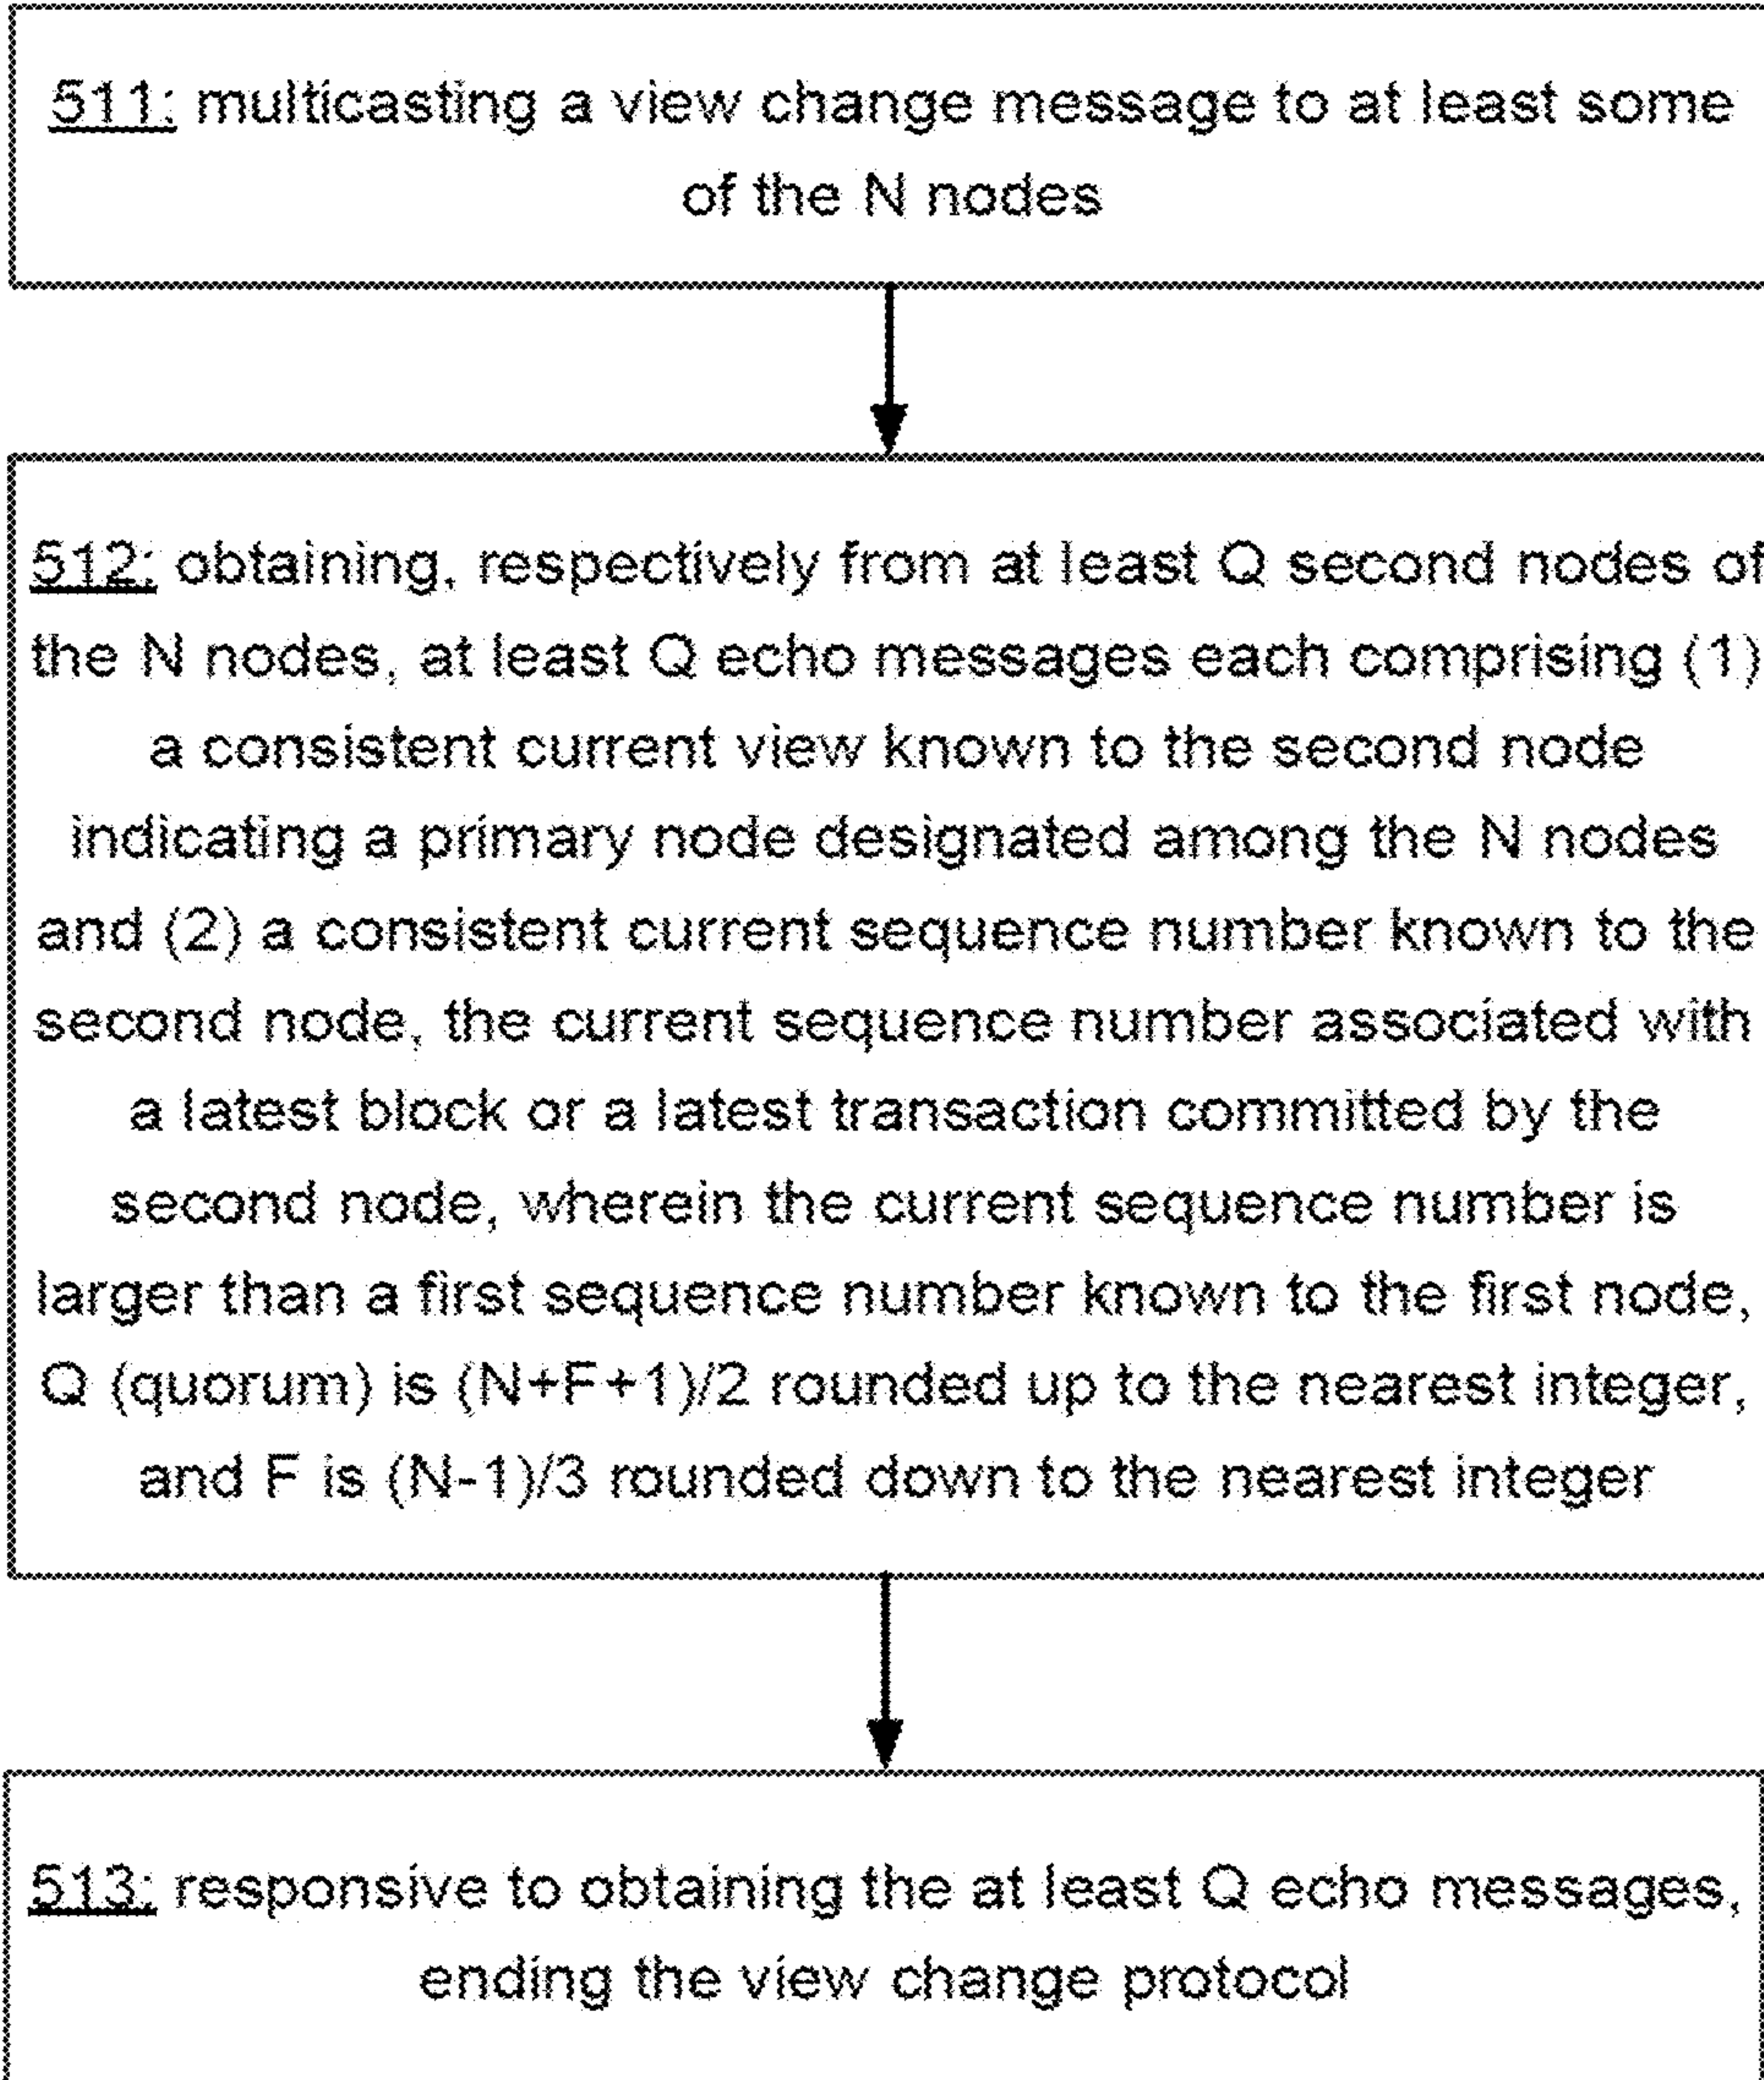 511: multicasting a view change message to at least some
of the N nodes
512: obtaining, respectively from at least Q second nodes of
the N nodes, at least Q echo messages each comprising (1)
a consistent current view known to the second node
indicating a primary node designated among the N nodes
and (2) a consistent current sequence number known to the
second node, the current sequence number associated with
a latest block or a latest transaction committed by the
second node, wherein the current sequence number is
larger than a first sequence number known to the first node,
Q (quorum) is (N+F+1)/2 rounded up to the nearest integer,
and F is (N-1)/3 rounded down to the nearest integer
513: responsive to obtaining the at least Q echo messages,
ending the view change protocol